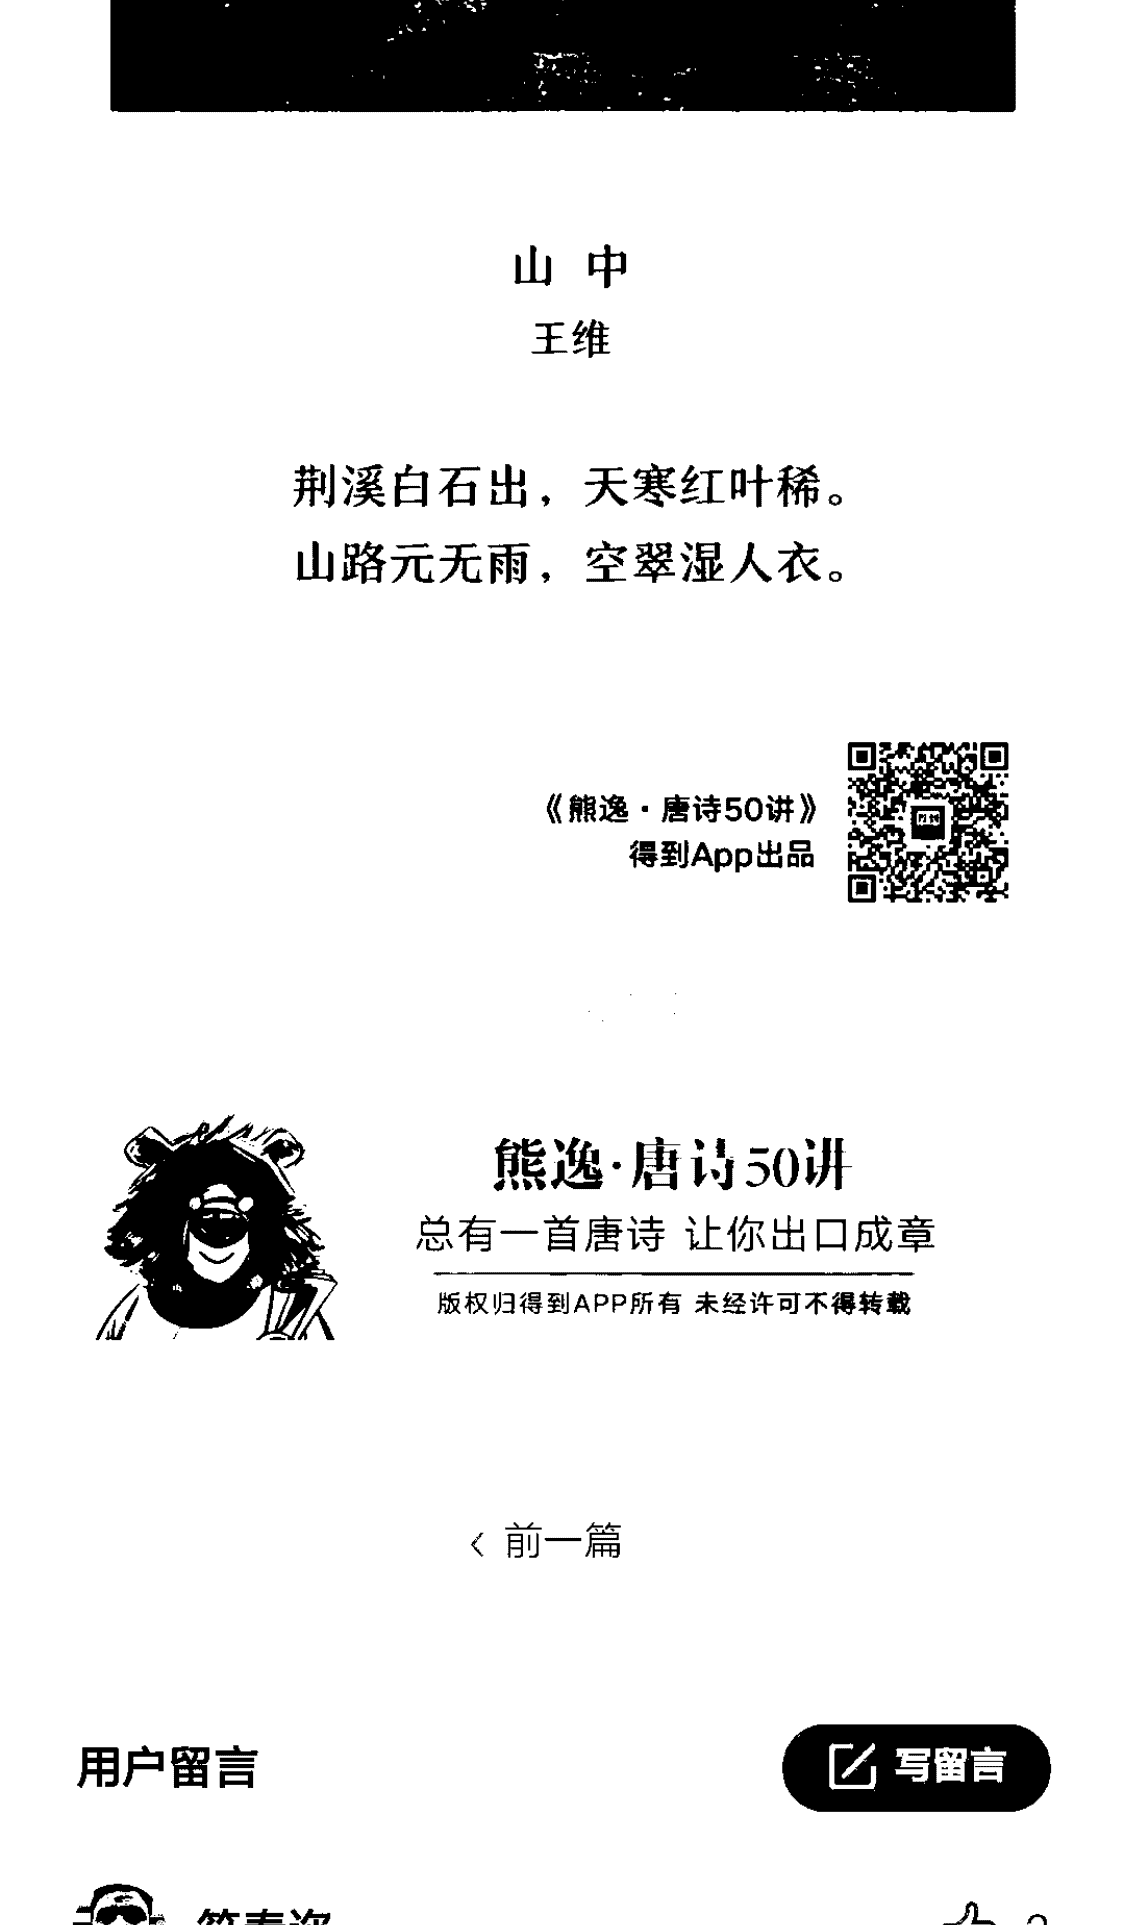 山 中
王维
荆溪白石出，天寒红叶稀。
山路元无雨，空翠湿人衣。
《熊逸·唐诗50讲》
得到App出品
熊逸·唐诗50讲
总有一首唐诗 让你出口成章
版权归得到APP所有 未经许可不得转载
< 前一篇
用户留言
写留言